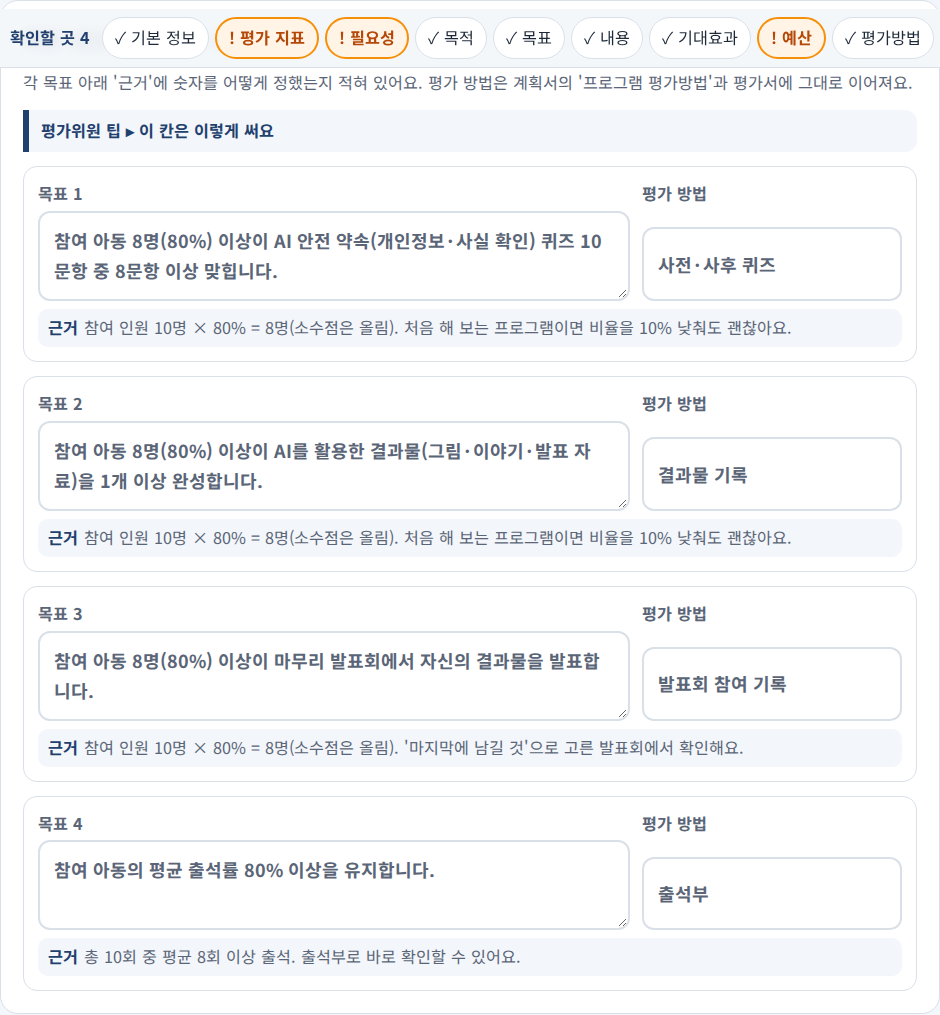 확인할 곳 4 ✓ 기본 정보 ! 평가 지표 ! 필요성 ✓ 목적 ✓ 목표 ✓ 내용 ✓ 기대효과 ! 예산 ✓ 평가방법
각 목표 아래 '근거'에 숫자를 어떻게 정했는지 적혀 있어요. 평가 방법은 계획서의 '프로그램 평가방법'과 평가서에 그대로 이어져요.
평가위원 팁 ▸ 이 칸은 이렇게 써요
목표 1
평가 방법
참여 아동 8명(80%) 이상이 AI 안전 약속(개인정보·사실 확인) 퀴즈 10
문항 중 8문항 이상 맞힙니다.
사전·사후 퀴즈
근거 참여 인원 10명 × 80% = 8명(소수점은 올림). 처음 해 보는 프로그램이면 비율을 10% 낮춰도 괜찮아요.
목표 2
평가 방법
참여 아동 8명(80%) 이상이 AI를 활용한 결과물(그림·이야기·발표 자
료)을 1개 이상 완성합니다.
결과물 기록
근거 참여 인원 10명 × 80% = 8명(소수점은 올림). 처음 해 보는 프로그램이면 비율을 10% 낮춰도 괜찮아요.
목표 3
평가 방법
참여 아동 8명(80%) 이상이 마무리 발표회에서 자신의 결과물을 발표합
니다.
발표회 참여 기록
근거 참여 인원 10명 × 80% = 8명(소수점은 올림). '마지막에 남길 것'으로 고른 발표회에서 확인해요.
목표 4
평가 방법
참여 아동의 평균 출석률 80% 이상을 유지합니다.
출석부
근거 총 10회 중 평균 8회 이상 출석. 출석부로 바로 확인할 수 있어요.